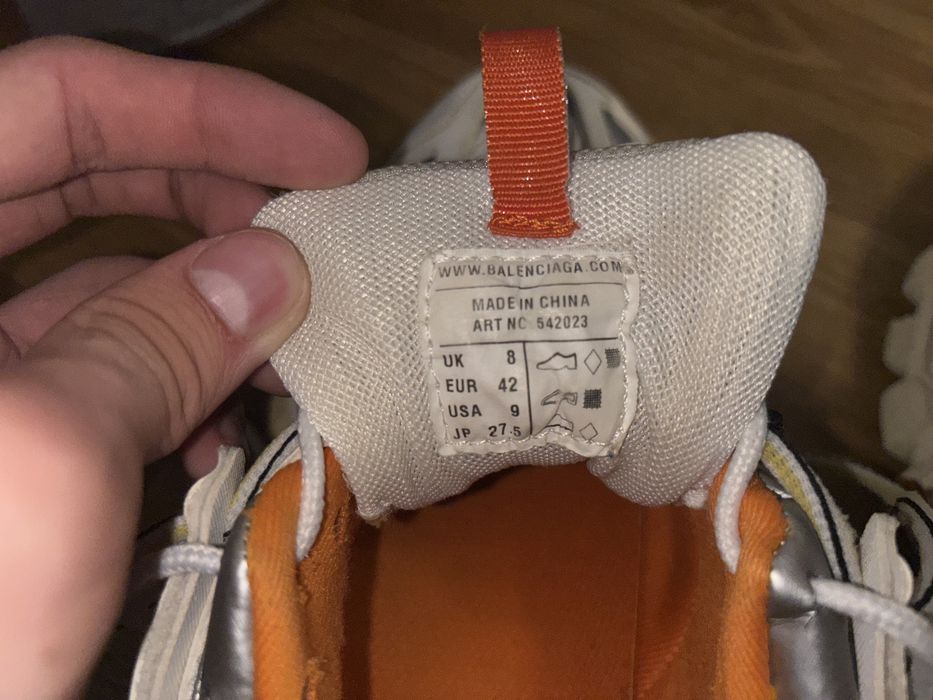 WWW.BALENCIAGA.COM
MADE IN CHINA
ART NO 542023
UK 8
EUR 42
USA 9
JP 27.5